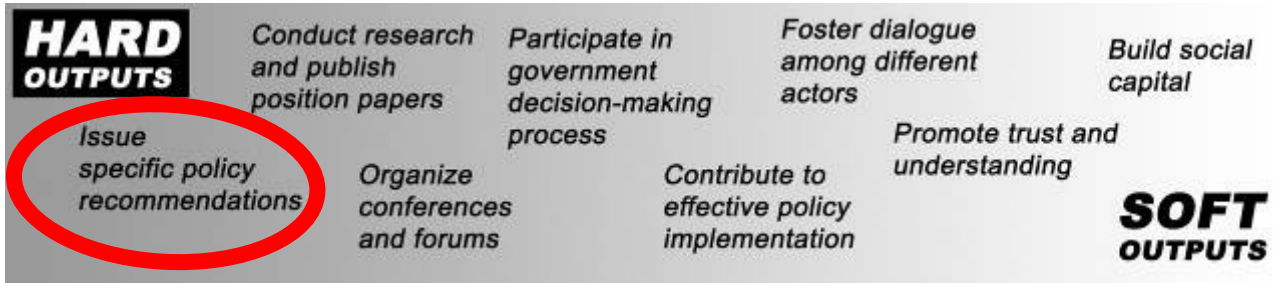 HARD
OUTPUTS
Conduct research
and publish
position papers
Participate in
government
decision-making
process
Foster dialogue
among different
actors
Build social
capital
Issue
specific policy
recommendations
Organize
conferences
and forums
Contribute to
effective policy
implementation
Promote trust and
understanding
SOFT
OUTPUTS